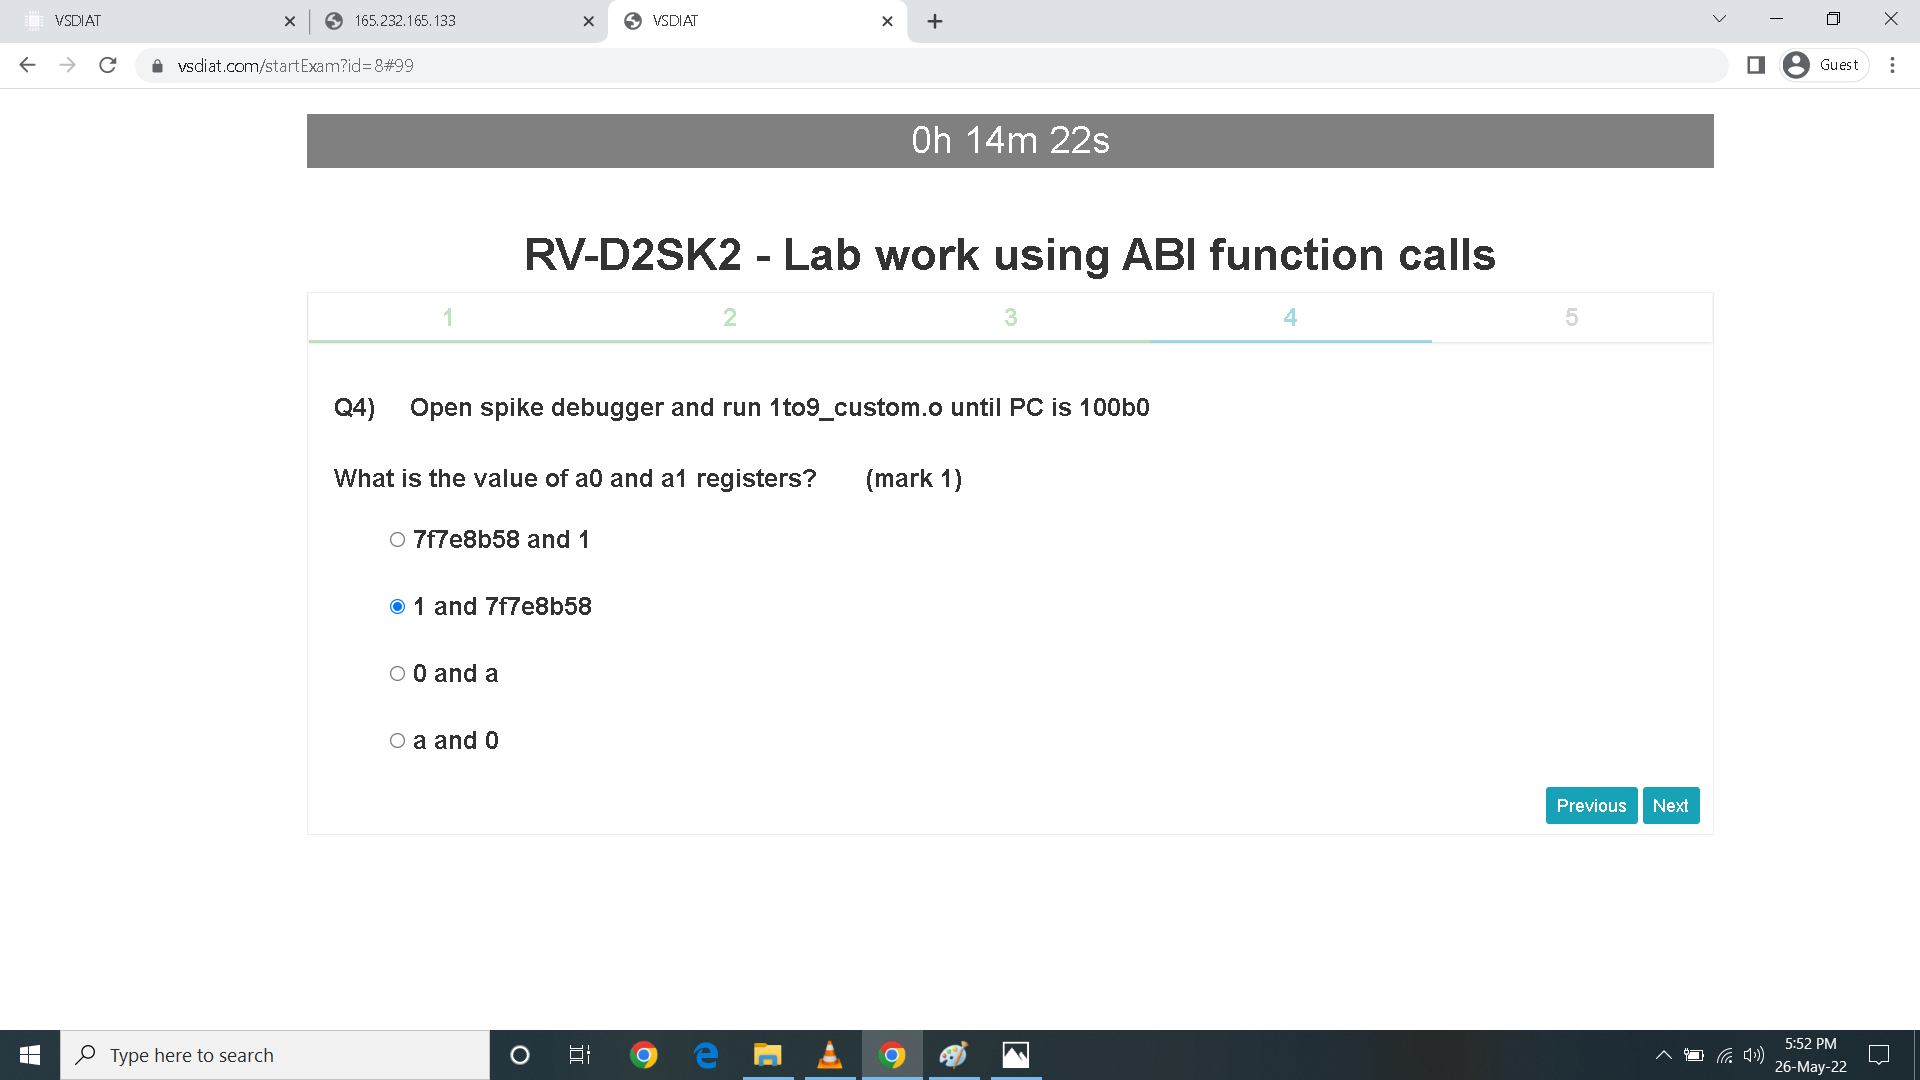 VSDIAT
165.232.165.133
VSDIAT
vsdiat.com/startExam?id=8#99
Guest
0h 14m 22s
RV-D2SK2 - Lab work using ABI function calls
1 2 3 4 5
Q4) Open spike debugger and run 1to9_custom.o until PC is 100b0
What is the value of a0 and a1 registers? (mark 1)
7f7e8b58 and 1
1 and 7f7e8b58
0 and a
a and 0
Previous Next
Type here to search
5:52 PM
26-May-22